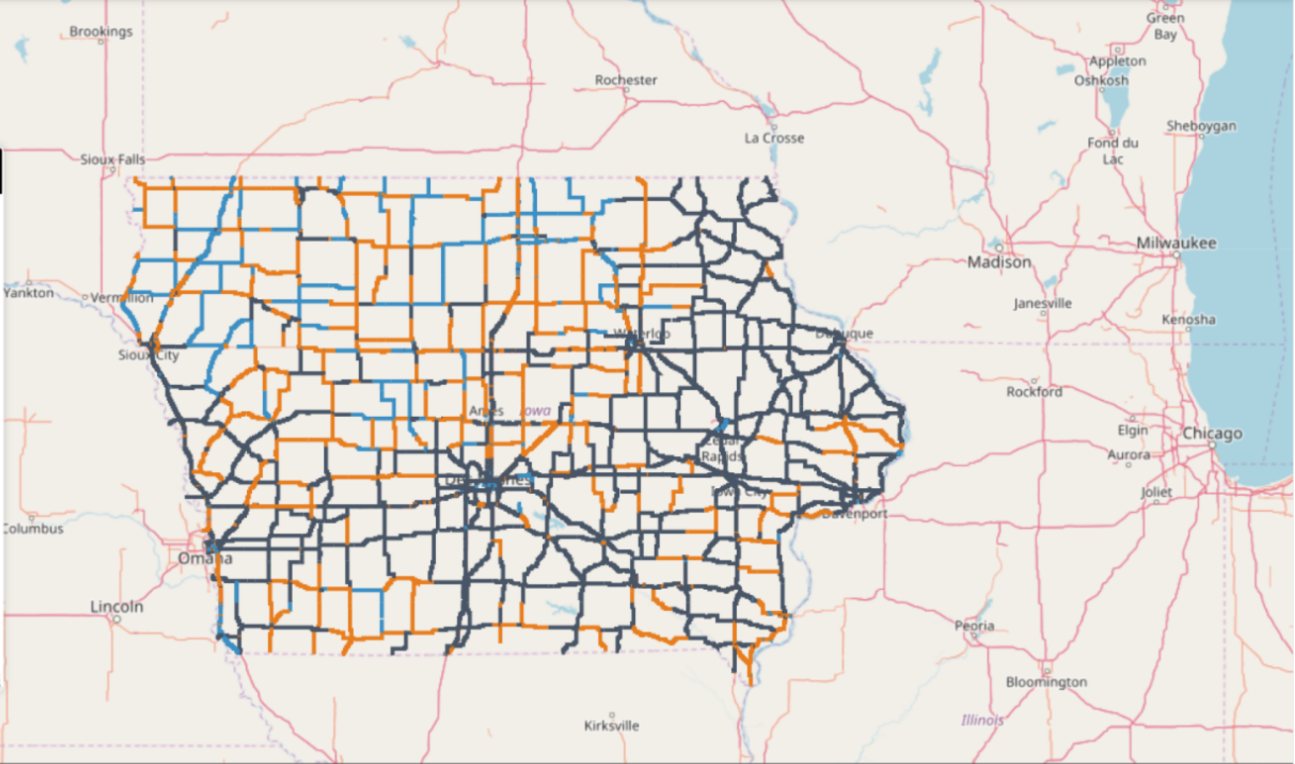 Green
Bay
Brookings
Appleton
Rochester
Oshkosh
Sheboygan
La Crosse
Fond du
Lac
Sioux Falls
Milwaukee
Madison
Yankton
Vermillion
Janesville
Kenosha
Waterloo
Dubuque
Sioux City
Rockford
Ames
Iowa
Elgin
Chicago
Cedar
Rapids
Aurora
Des Moines
Iowa City
Joliet
Davenport
Columbus
Omaha
Lincoln
Peoria
Bloomington
Illinois
Kirksville